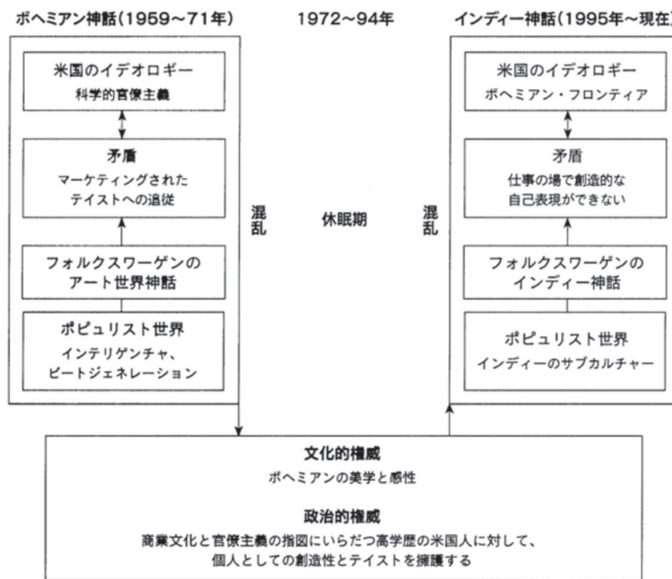 ボヘミアン神話（1959～71年）
1972～94年
インディー神話（1995年～現在）
米国のイデオロギー
科学的官僚主義
矛盾
マーケティングされた
テイストへの追従
フォルクスワーゲンの
アート世界神話
ポピュリスト世界
インテリゲンチャ、
ビートジェネレーション
混乱
休眠期
混乱
米国のイデオロギー
ボヘミアン・フロンティア
矛盾
仕事の場で創造的な
自己表現ができない
フォルクスワーゲンの
インディー神話
ポピュリスト世界
インディーのサブカルチャー
文化的権威
ボヘミアンの美学と感性
政治的権威
商業文化と官僚主義の指図にいらだつ高学歴の米国人に対して、
個人としての創造性とテイストを擁護する